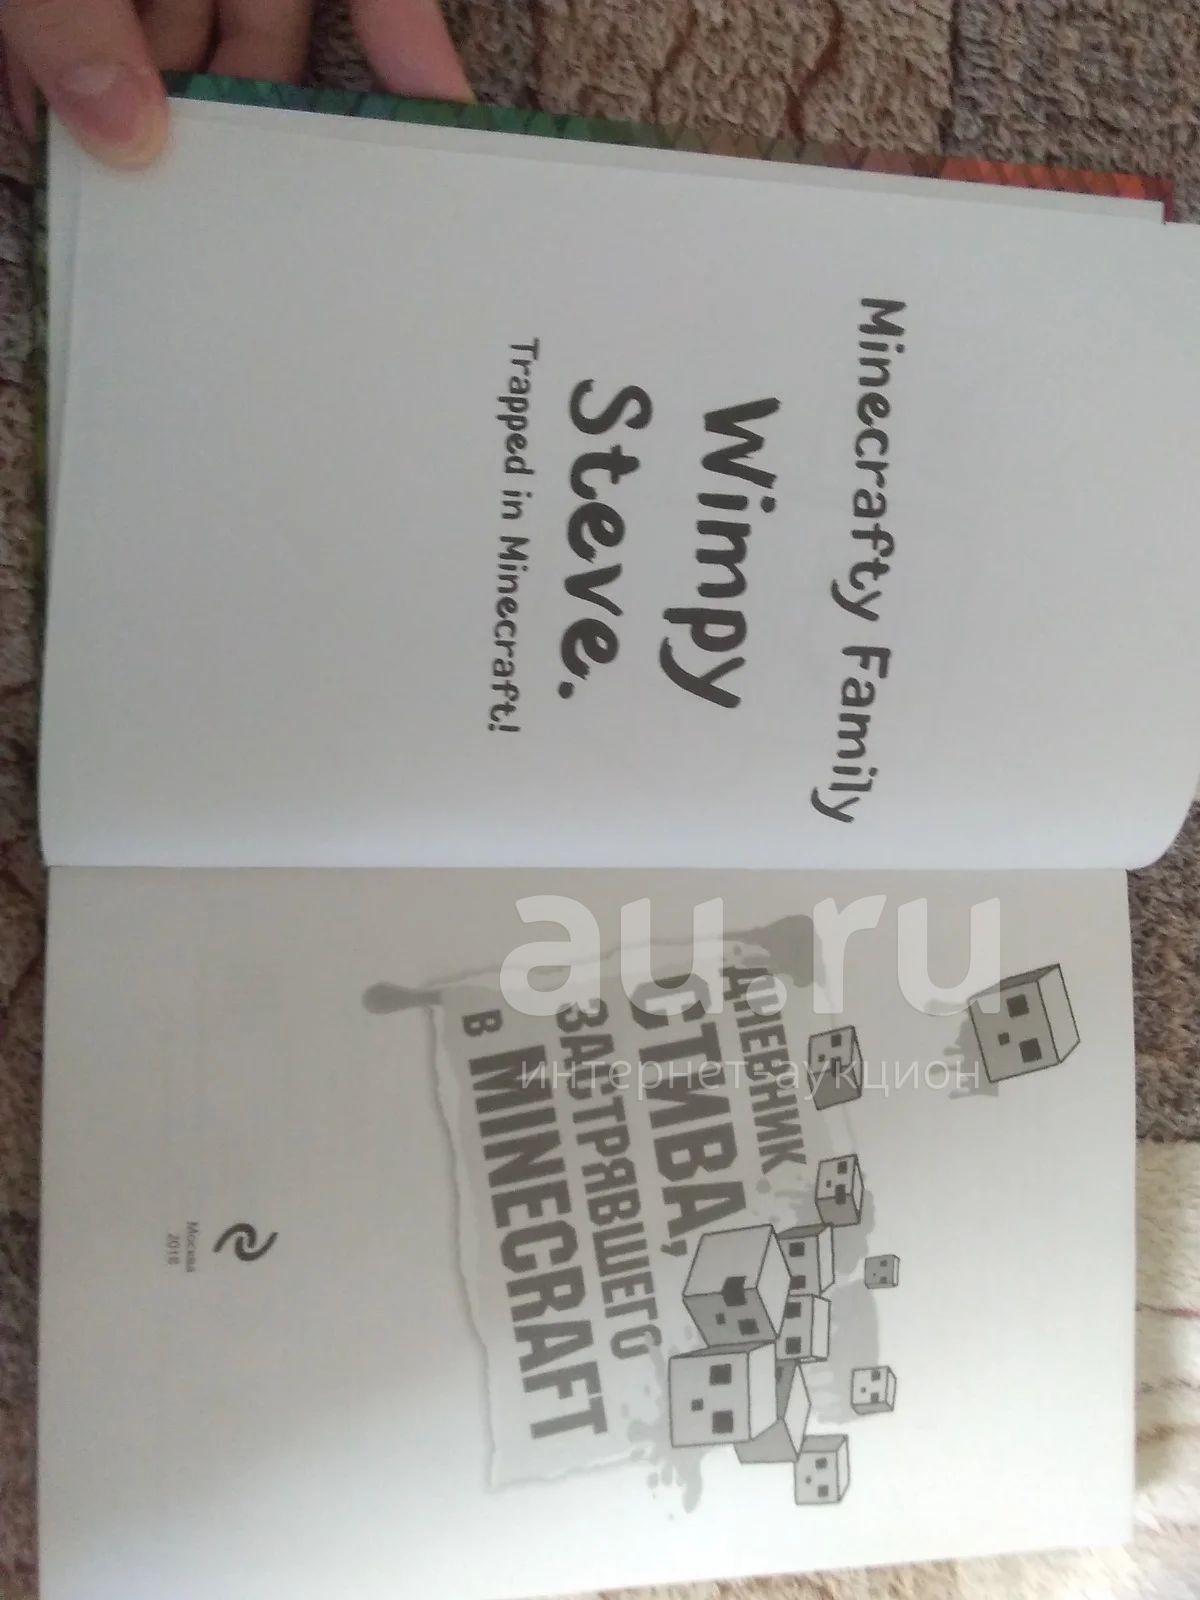 Minecrafty Family
Wimpy
Steve.
Trapped in Minecraft!
ДНЕВНИК
СТИВА,
ЗАСТРЯВШЕГО
В MINECRAFT
Москва
2018
au.ru
интернет-аукцион